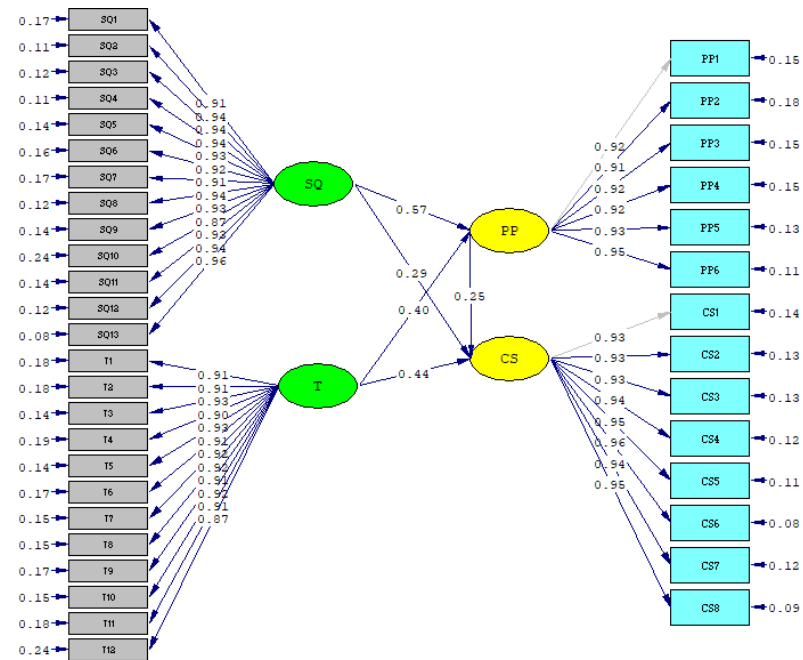 0.17 SQ1
0.11 SQ2
0.12 SQ3
0.11 SQ4
0.14 SQ5
0.16 SQ6
0.17 SQ7
0.12 SQ8
0.14 SQ9
0.24 SQ10
0.14 SQ11
0.12 SQ12
0.08 SQ13
0.18 T1
0.18 T2
0.14 T3
0.19 T4
0.14 T5
0.17 T6
0.15 T7
0.15 T8
0.17 T9
0.15 T10
0.18 T11
0.24 T12
0.91
0.94
0.94
0.94
0.93
0.92
0.91
0.94
0.93
0.87
0.93
0.94
0.96
0.91
0.91
0.93
0.90
0.93
0.91
0.92
0.92
0.91
0.92
0.91
0.87
SQ
T
0.57
0.29
0.40
0.25
0.44
PP
CS
0.92
0.91
0.92
0.92
0.93
0.95
0.93
0.93
0.93
0.94
0.95
0.96
0.94
0.95
PP1 0.15
PP2 0.18
PP3 0.15
PP4 0.15
PP5 0.13
PP6 0.11
CS1 0.14
CS2 0.13
CS3 0.13
CS4 0.12
CS5 0.11
CS6 0.08
CS7 0.12
CS8 0.09